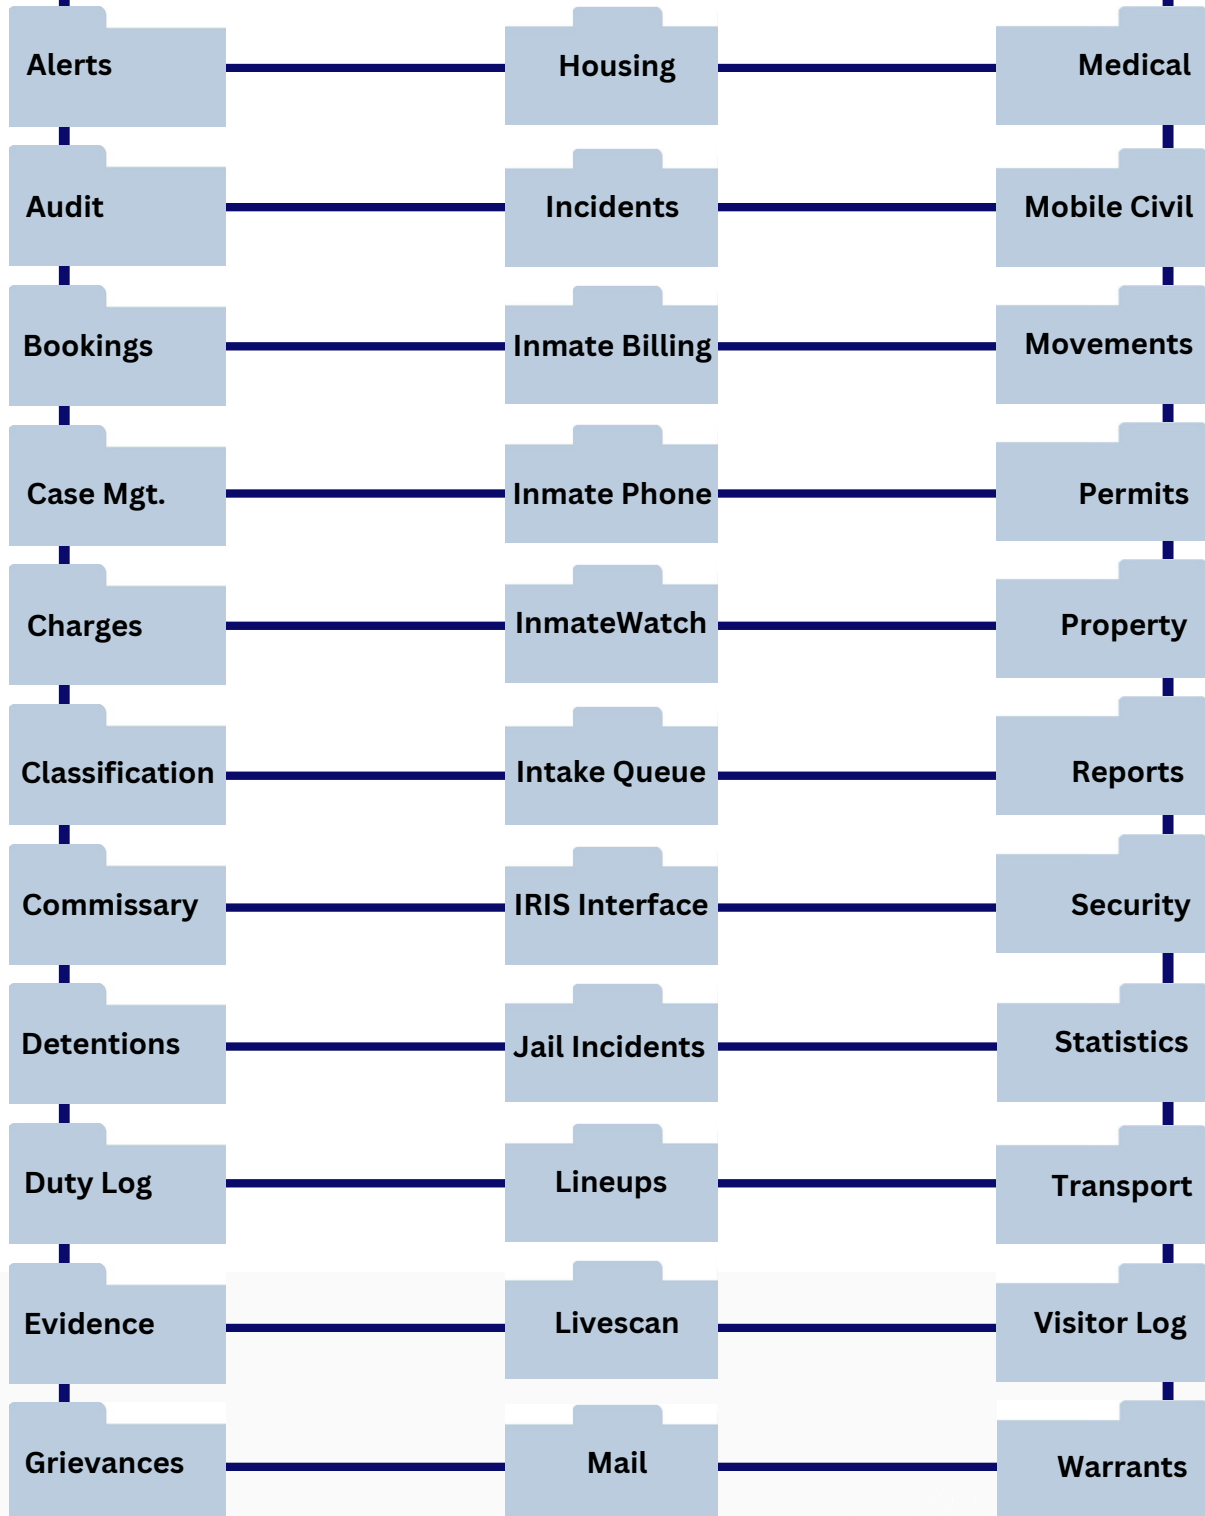 Alerts
Housing
Medical
Audit
Incidents
Mobile Civil
Bookings
Inmate Billing
Movements
Case Mgt.
Inmate Phone
Permits
Charges
InmateWatch
Property
Classification
Intake Queue
Reports
Commissary
IRIS Interface
Security
Detentions
Jail Incidents
Statistics
Duty Log
Lineups
Transport
Evidence
Livescan
Visitor Log
Grievances
Mail
Warrants